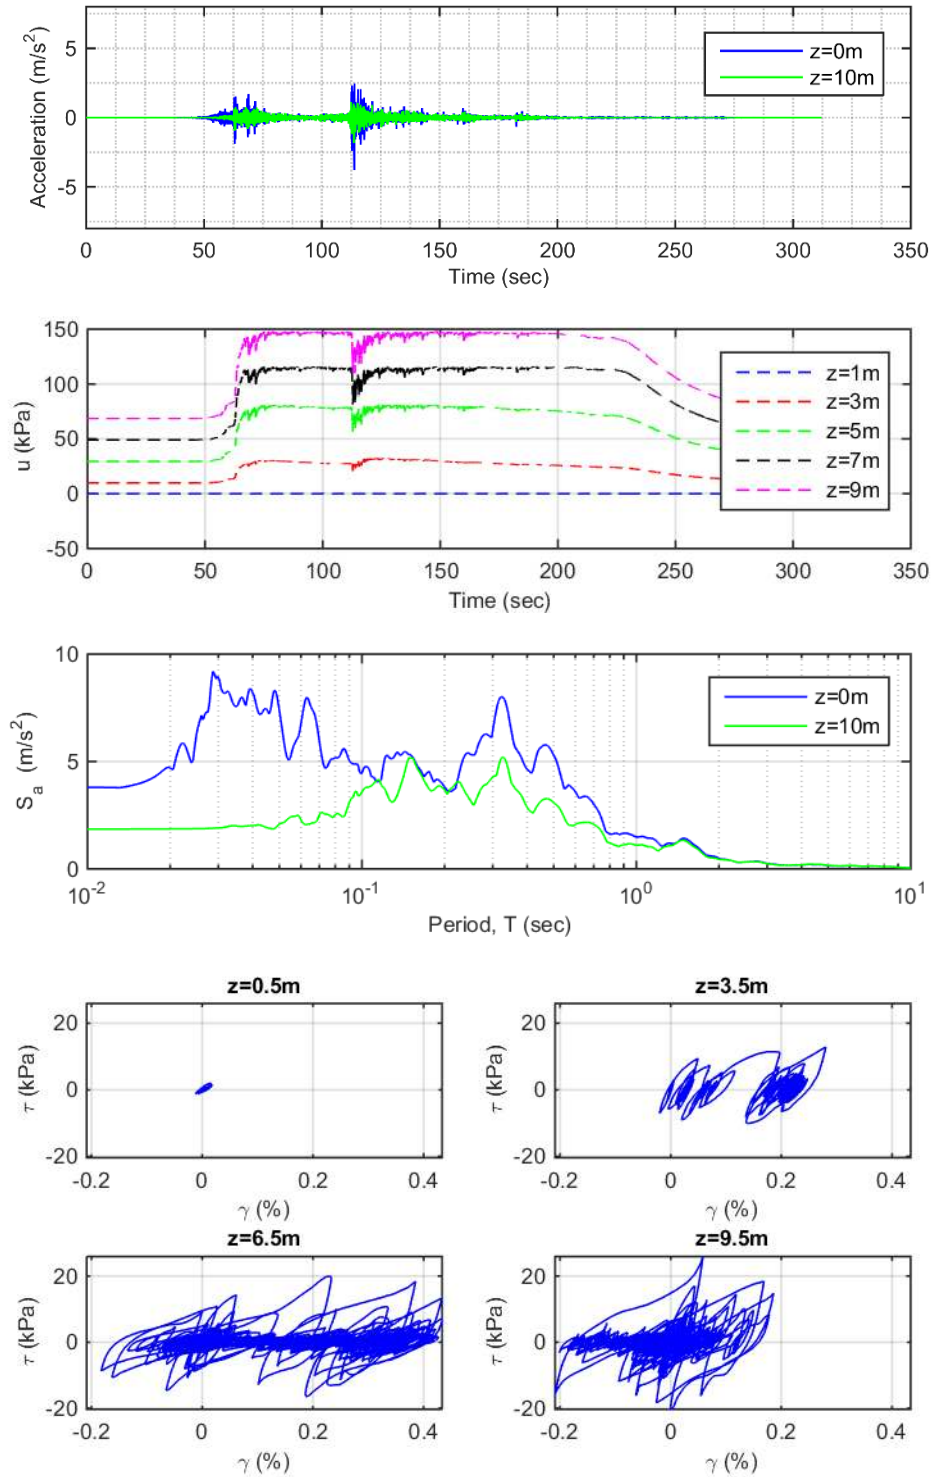 Acceleration (m/s²)
5
0
-5
z=0m
z=10m
0 50 100 150 200 250 300 350
Time (sec)
u (kPa)
150
100
50
0
-50
z=1m
z=3m
z=5m
z=7m
z=9m
0 50 100 150 200 250 300 350
Time (sec)
Sₐ (m/s²)
10
5
0
z=0m
z=10m
10⁻² 10⁻¹ 10⁰ 10¹
Period, T (sec)
z=0.5m
τ (kPa)
20
0
-20
-0.2 0 0.2 0.4
γ (%)
z=3.5m
τ (kPa)
20
0
-20
-0.2 0 0.2 0.4
γ (%)
z=6.5m
τ (kPa)
20
0
-20
-0.2 0 0.2 0.4
γ (%)
z=9.5m
τ (kPa)
20
0
-20
-0.2 0 0.2 0.4
γ (%)